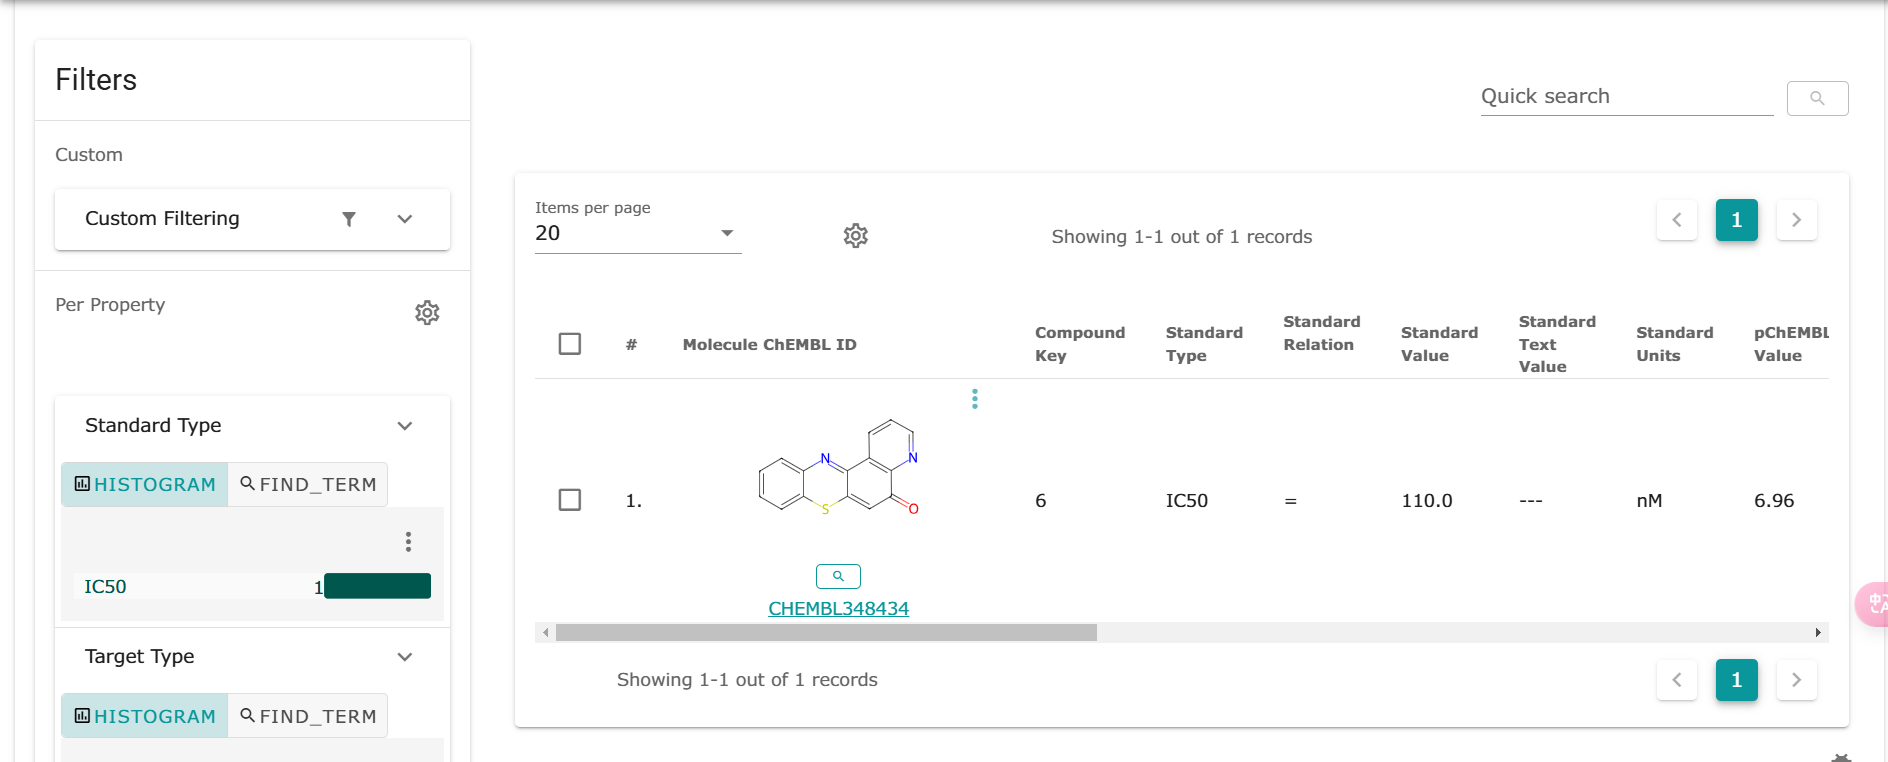 Filters
Custom
Custom Filtering
Per Property
Standard Type
HISTOGRAM
FIND_TERM
IC50
1
Target Type
HISTOGRAM
FIND_TERM
Quick search
Items per page
20
Showing 1-1 out of 1 records
1
#
Molecule ChEMBL ID
Compound Key
Standard Type
Standard Relation
Standard Value
Standard Text Value
Standard Units
pChEMBL Value
1.
N
N
S
O
CHEMBL348434
6
IC50
=
110.0
---
nM
6.96
Showing 1-1 out of 1 records
1
中
A